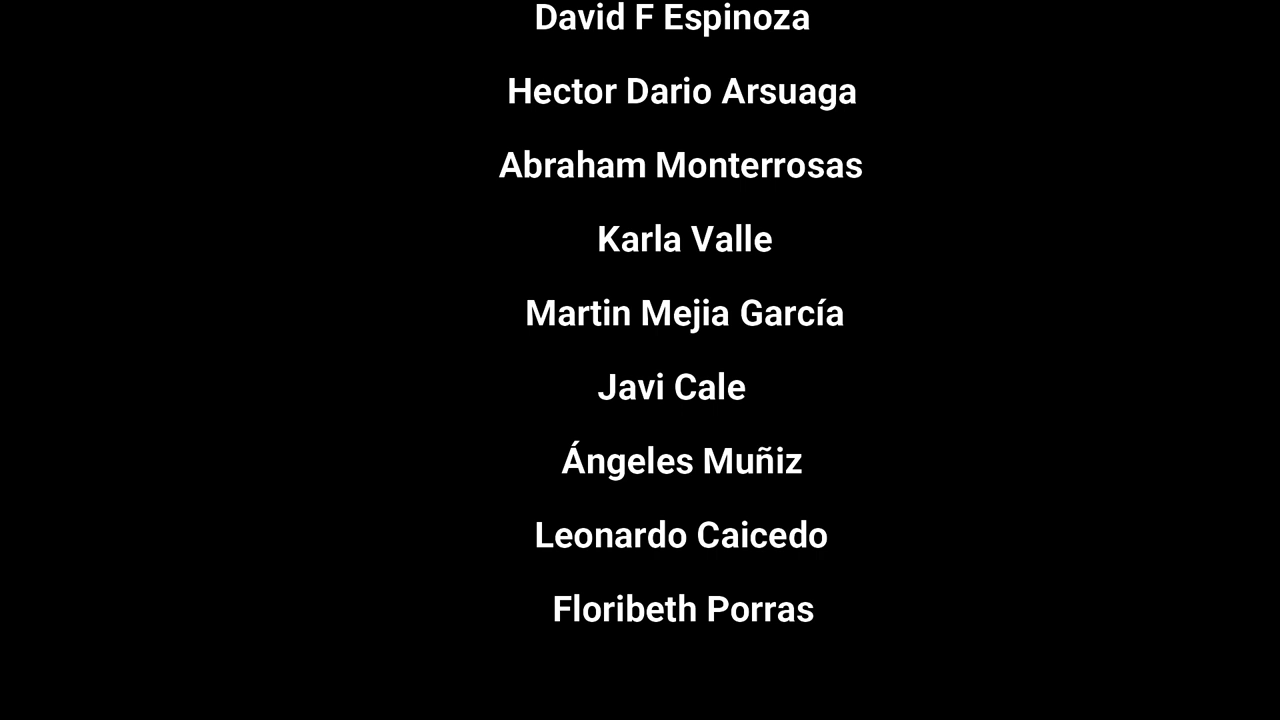 David F Espinoza
Hector Dario Arsuaga
Abraham Monterrosas
Karla Valle
Martin Mejia García
Javi Cale
Ángeles Muñiz
Leonardo Caicedo
Floribeth Porras